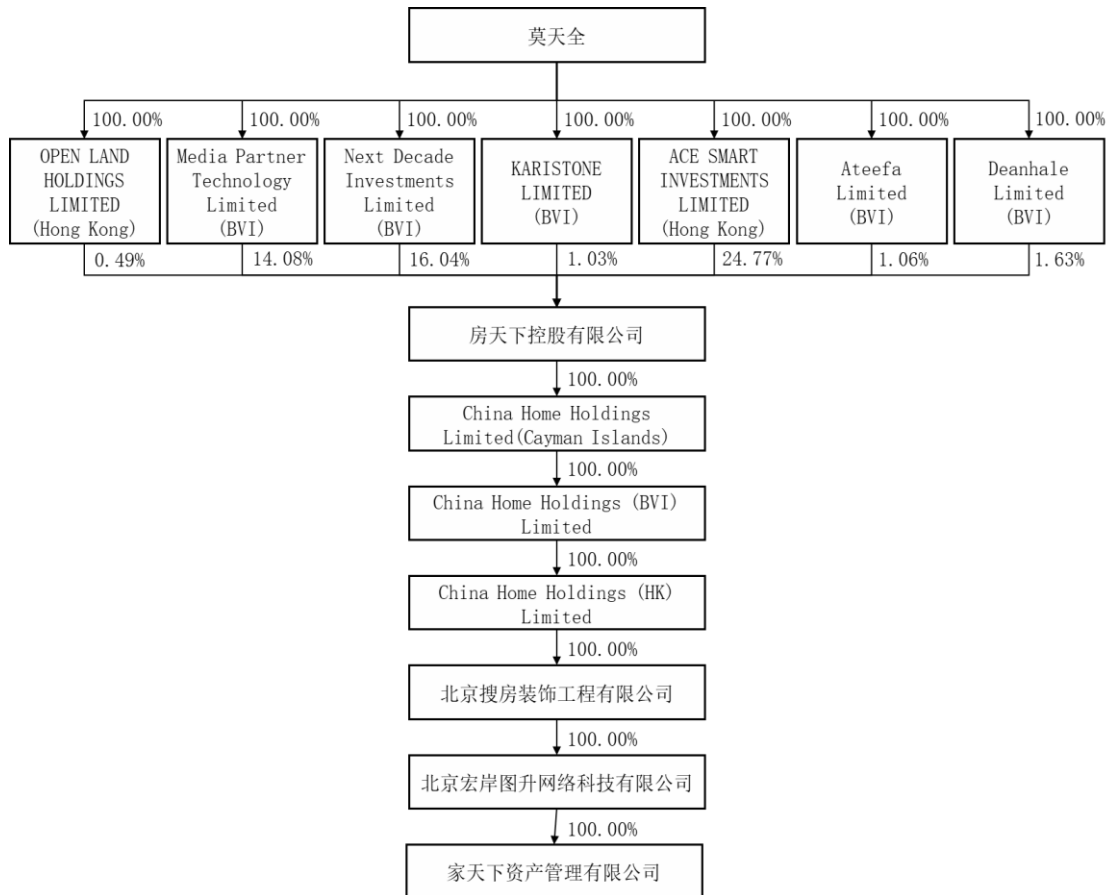 莫天全
100.00%
100.00%
100.00%
100.00%
100.00%
100.00%
100.00%
OPEN LAND
HOLDINGS
LIMITED
(Hong Kong)
Media Partner
Technology
Limited
(BVI)
Next Decade
Investments
Limited
(BVI)
KARISTONE
LIMITED
(BVI)
ACE SMART
INVESTMENTS
LIMITED
(Hong Kong)
Ateefa
Limited
(BVI)
Deanhale
Limited
(BVI)
0.49%
14.08%
16.04%
1.03%
24.77%
1.06%
1.63%
房天下控股有限公司
100.00%
China Home Holdings
Limited(Cayman Islands)
100.00%
China Home Holdings (BVI)
Limited
100.00%
China Home Holdings (HK)
Limited
100.00%
北京搜房装饰工程有限公司
100.00%
北京宏岸图升网络科技有限公司
100.00%
家天下资产管理有限公司